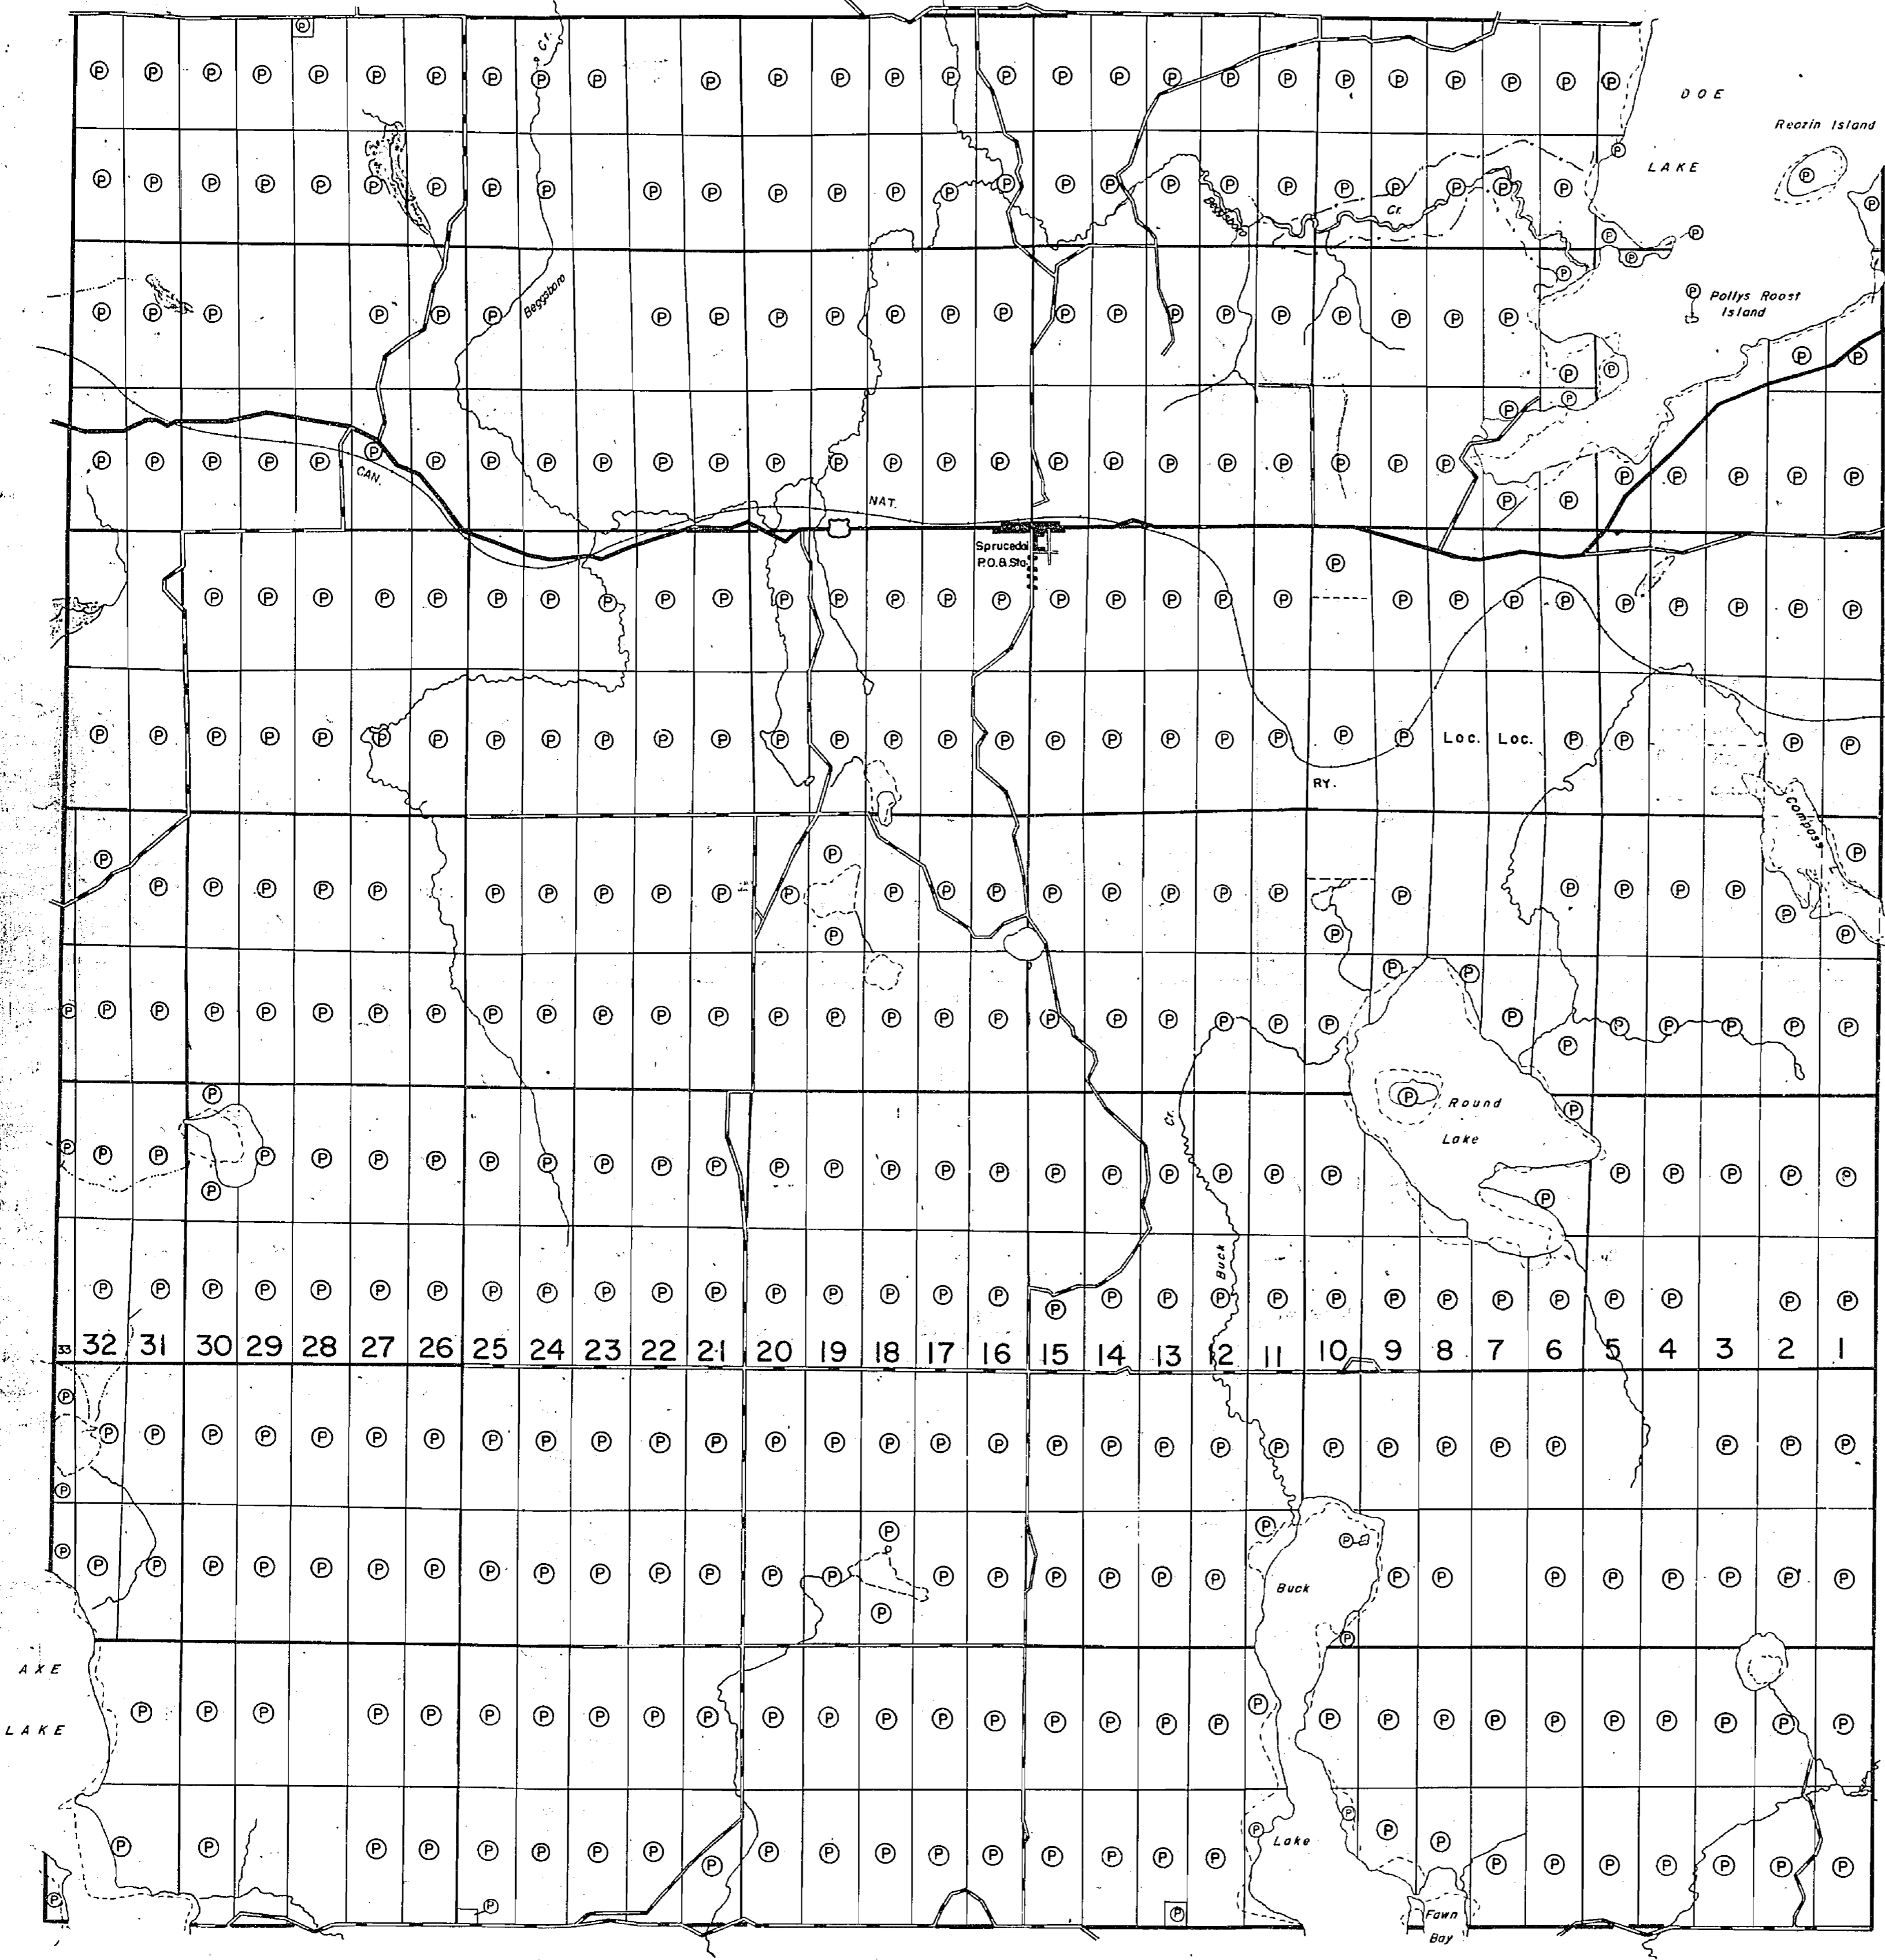 Cr.
DOE
Reazin Island
LAKE
Beggsboro
Cr.
Beggsboro
Pollys Roost
Island
CAN.
NAT.
P.O.& Sta.
Loc. Loc.
RY.
Compass
Round
Lake
Cr.
Buck
33 32 31 30 29 28 27 26 25 24 23 22 21 20 19 18 17 16 15 14 13 12 11 10 9 8 7 6 5 4 3 2 1
Buck
AXE
LAKE
Lake
Fawn
Bay